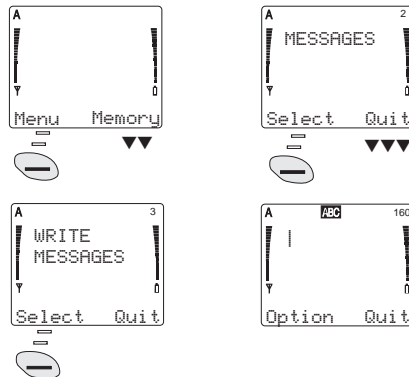 A
Menu Memory
A 2
MESSAGES
Select Quit
A 3
WRITE
MESSAGES
Select Quit
A ABC 160
Option Quit